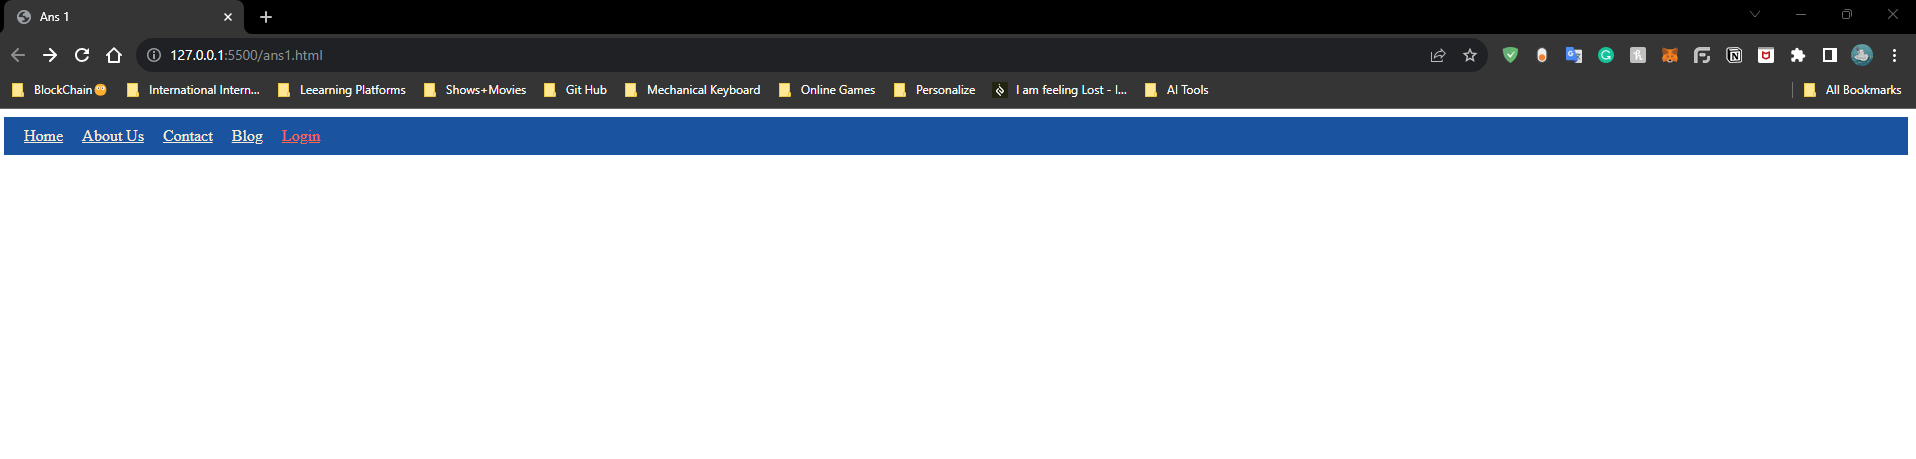 Ans 1
127.0.0.1:5500/ans1.html
BlockChain😳 International Intern... Leearning Platforms Shows+Movies Git Hub Mechanical Keyboard Online Games Personalize I am feeling Lost - I... AI Tools All Bookmarks
Home About Us Contact Blog Login